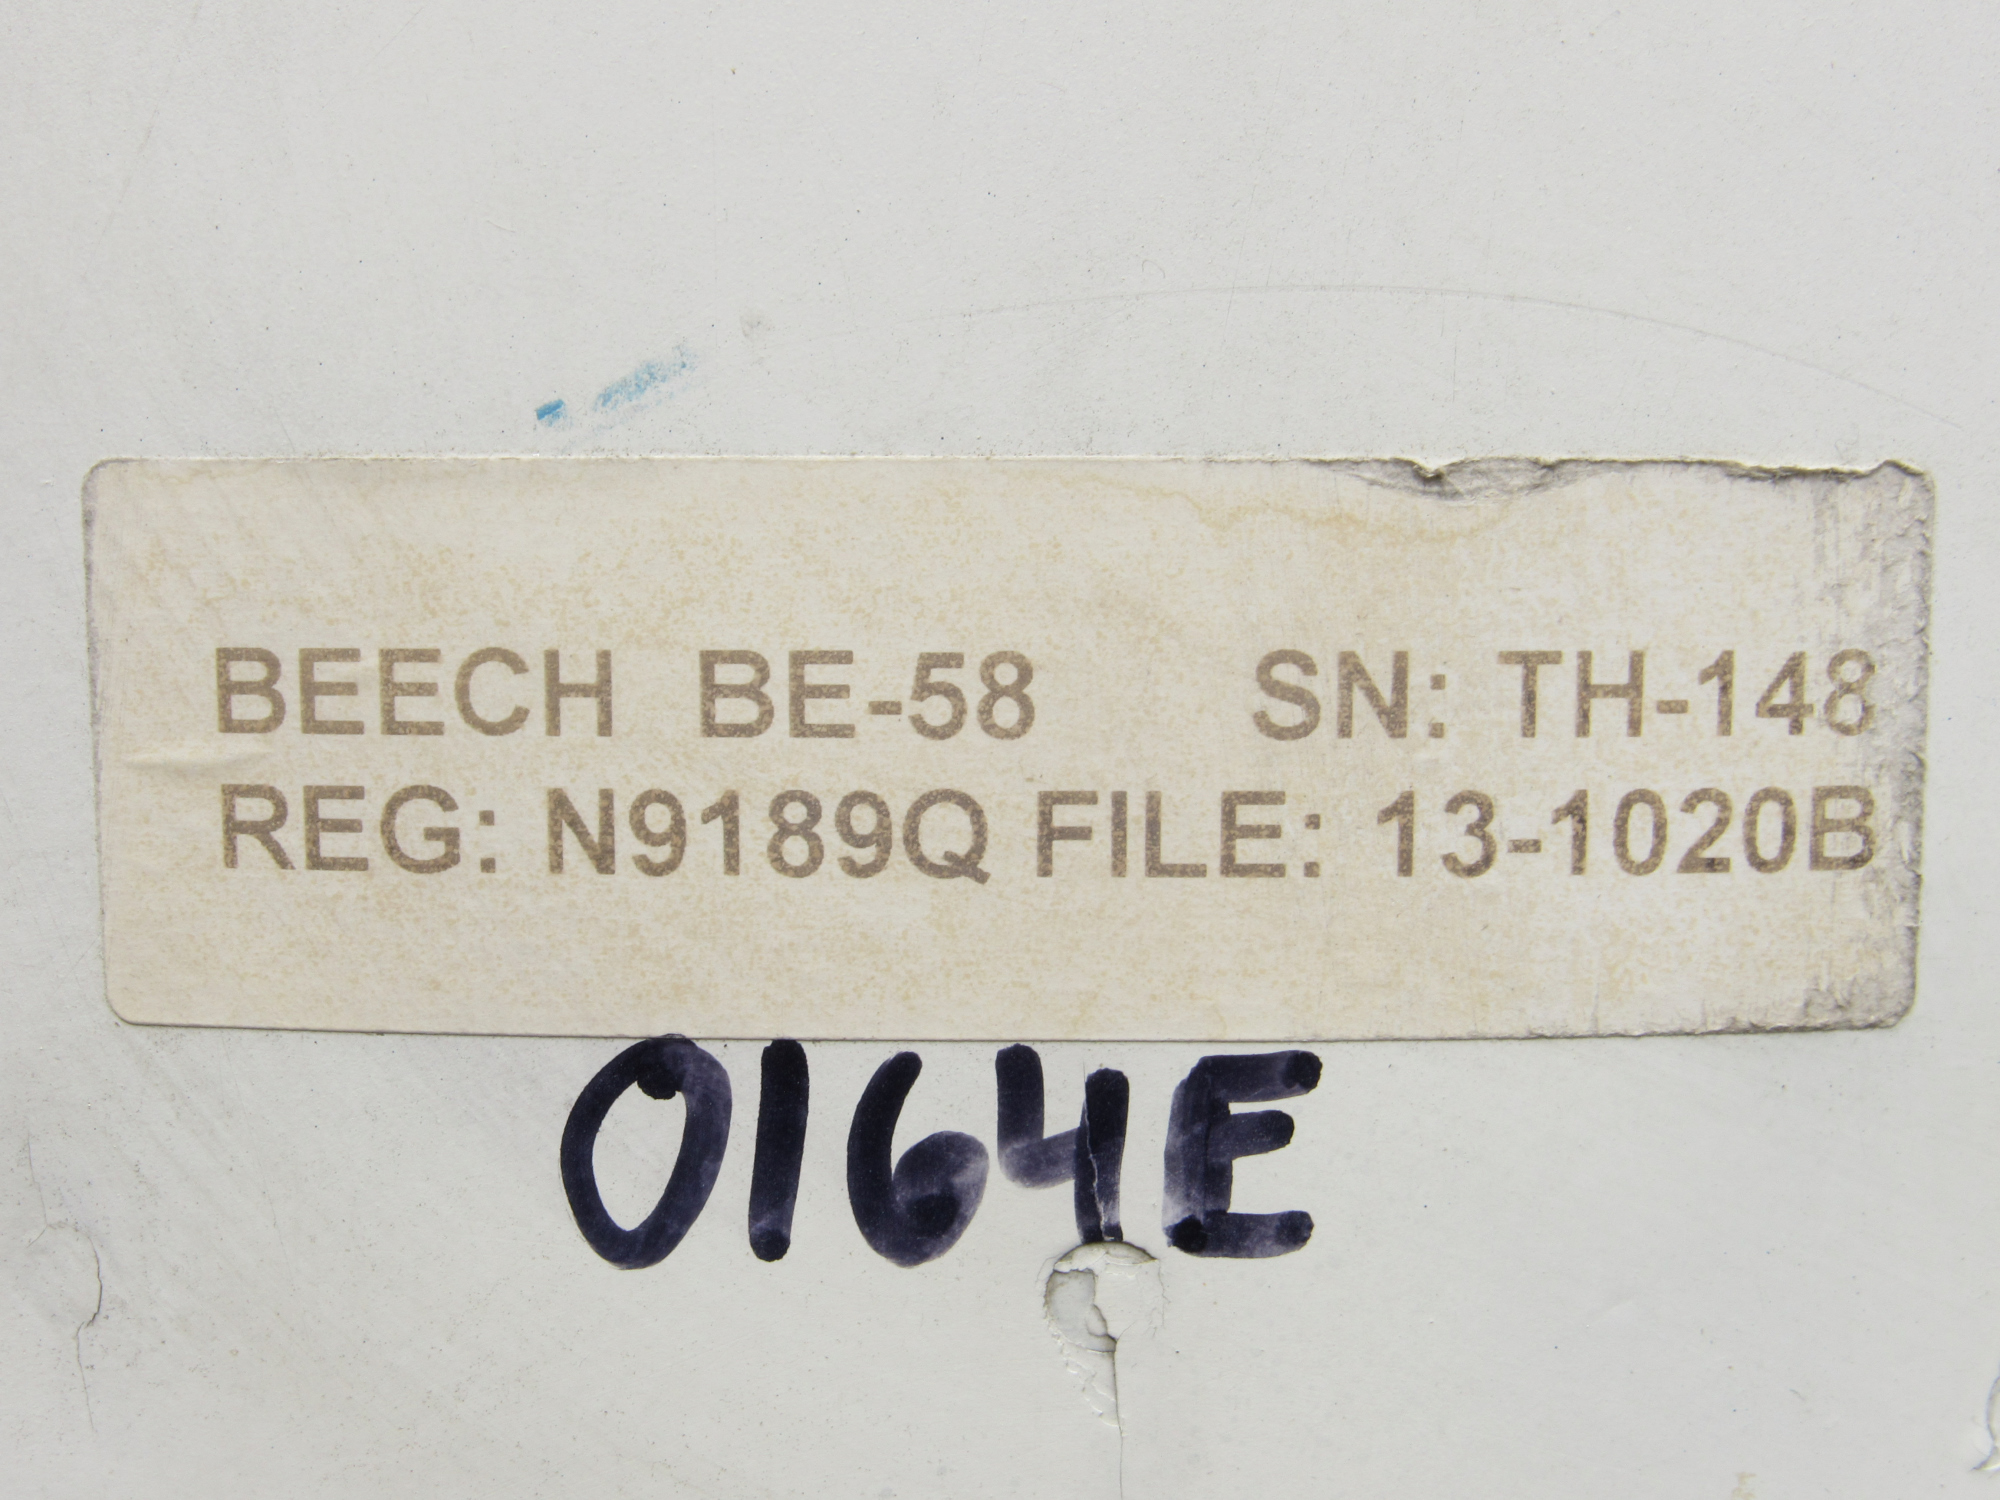 BEECH BE-58 SN: TH-148
REG: N9189Q FILE: 13-1020B
0164E